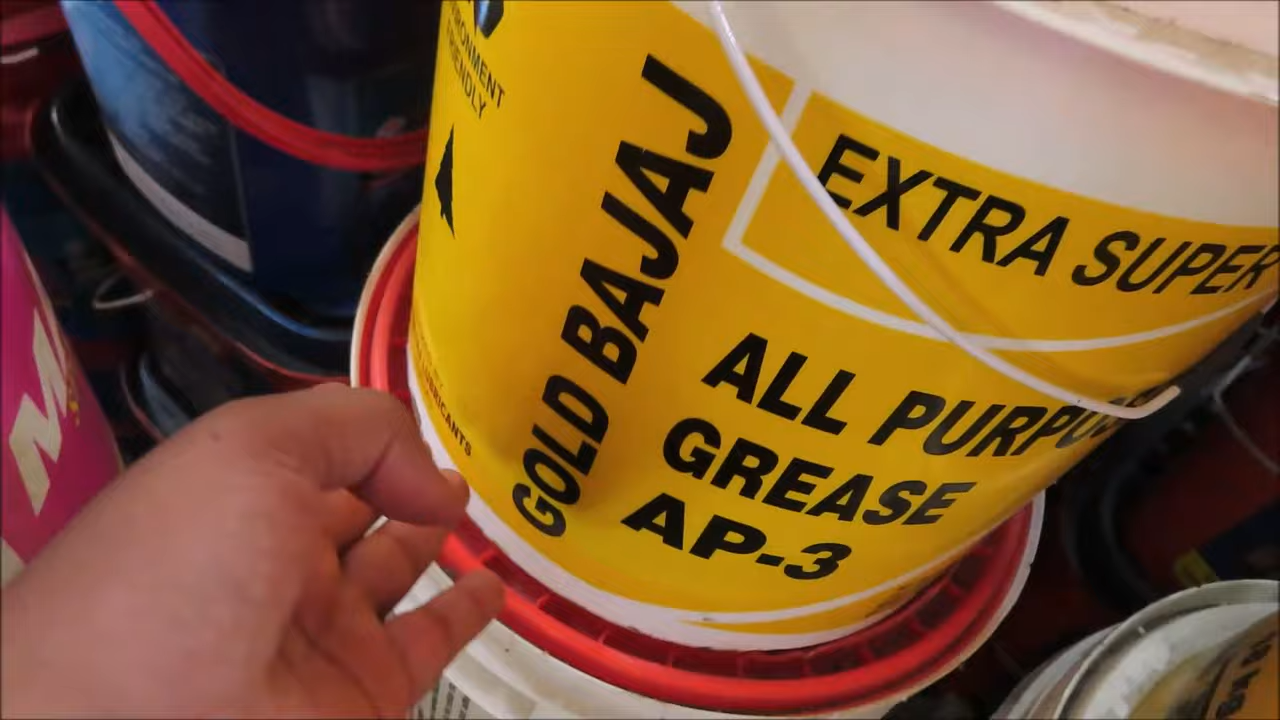 ENVIRONMENT
FRIENDLY
GOLD BAJAJ
LUBRICANTS
EXTRA SUPER
ALL PURPOSE
GREASE
AP-3
M